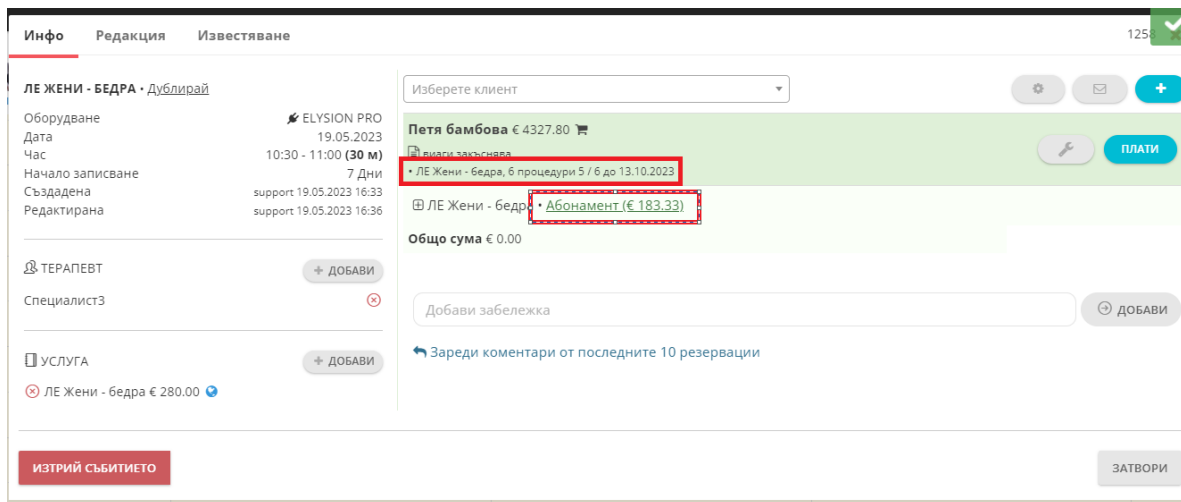 Инфо Редакция Известяване
1258
ЛЕ ЖЕНИ - БЕДРА • Дублирай
Оборудване ELYSION PRO
Дата 19.05.2023
Час 10:30 - 11:00 (30 м)
Начало записване 7 Дни
Създадена support 19.05.2023 16:33
Редактирана support 19.05.2023 16:36
ТЕРАПЕВТ + ДОБАВИ
Специалист3
УСЛУГА + ДОБАВИ
ЛЕ Жени - бедра € 280.00
Изберете клиент
Петя бамбова € 4327.80
виаги закъснява
• ЛЕ Жени - бедра, 6 процедури 5 / 6 до 13.10.2023
ПЛАТИ
ЛЕ Жени - бедра • Абонамент (€ 183.33)
Общо сума € 0.00
Добави забележка
ДОБАВИ
Зареди коментари от последните 10 резервации
ИЗТРИЙ СЪБИТИЕТО
ЗАТВОРИ